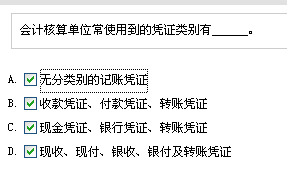 会计核算单位常使用到的凭证类别有______。
A. 无分类别的记账凭证
B. 收款凭证、付款凭证、转账凭证
C. 现金凭证、银行凭证、转账凭证
D. 现收、现付、银收、银付及转账凭证